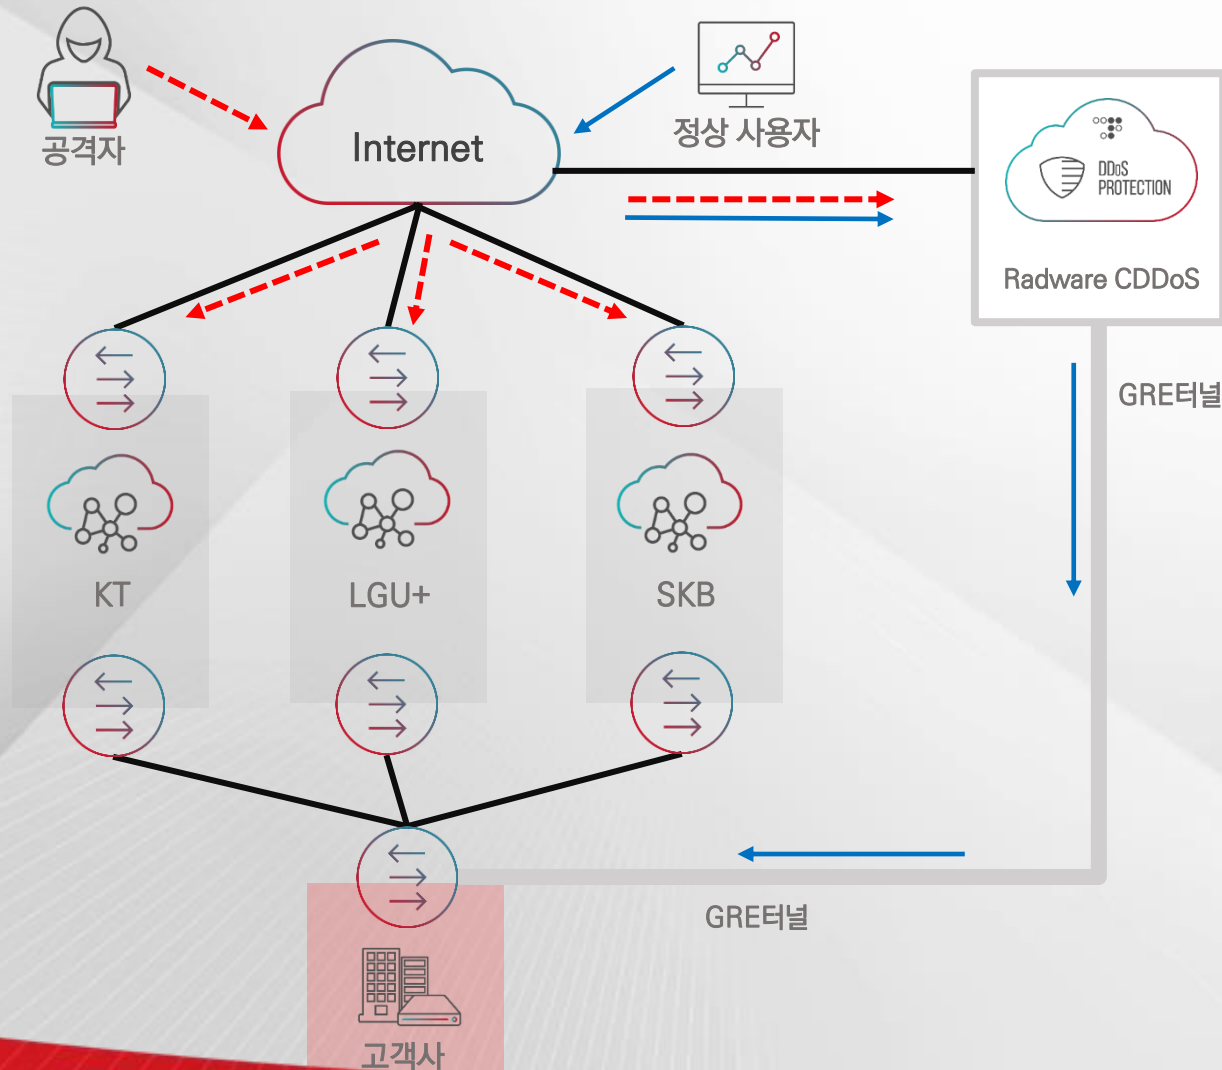 공격자
Internet
정상 사용자
DDoS
PROTECTION
Radware CDDoS
GRE터널
KT
LGU+
SKB
GRE터널
고객사